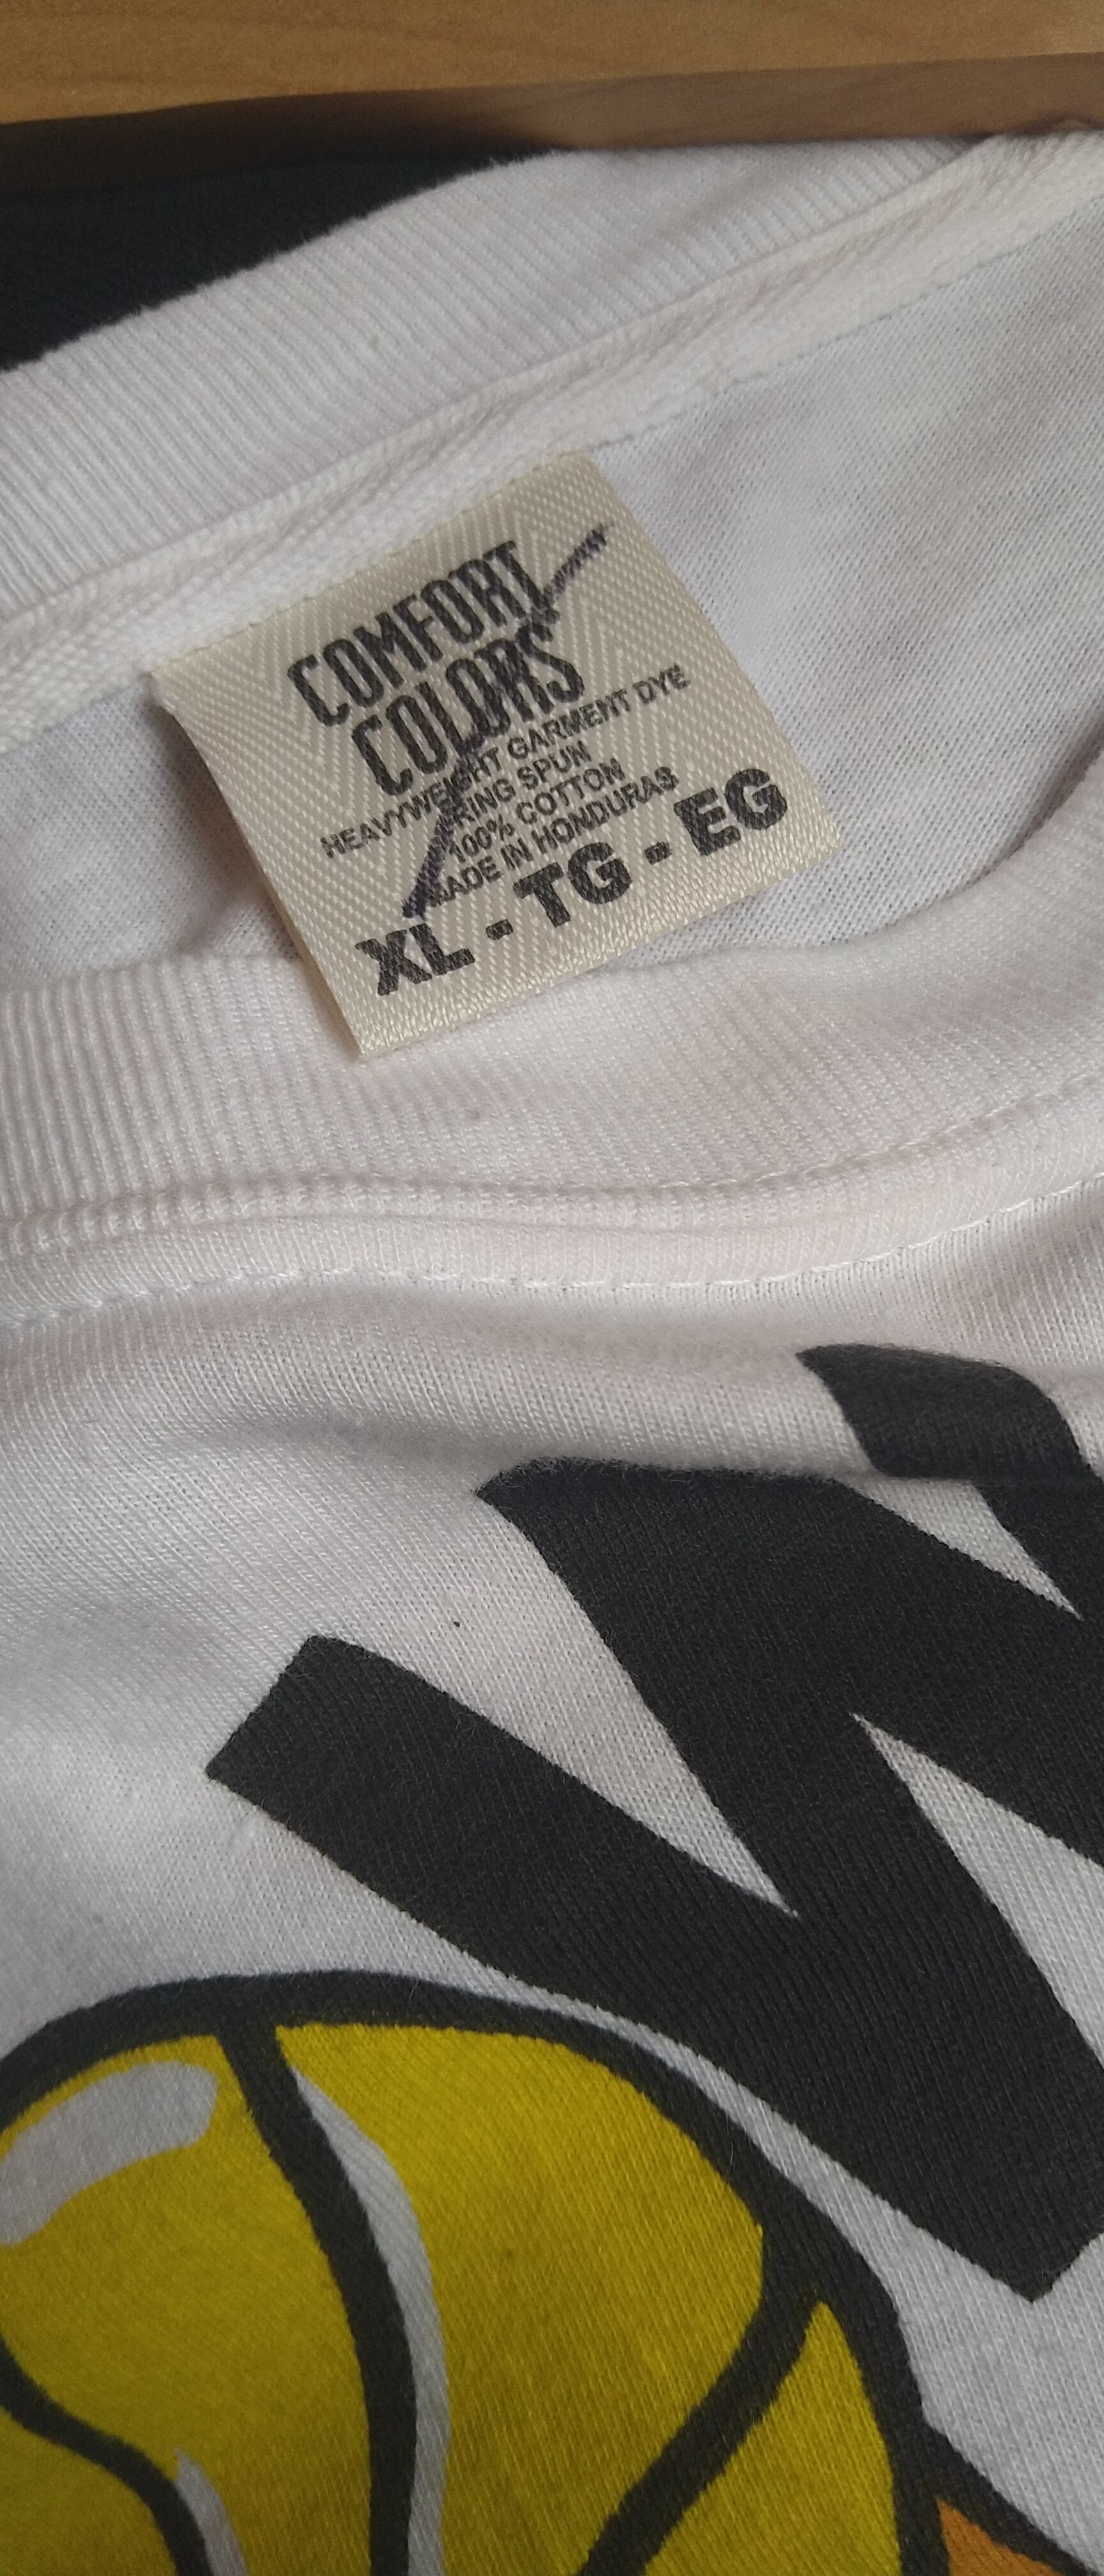 COMFORT
COLORS
HEAVYWEIGHT GARMENT DYE
RING SPUN
100% COTTON
MADE IN HONDURAS
XL - TG - EG